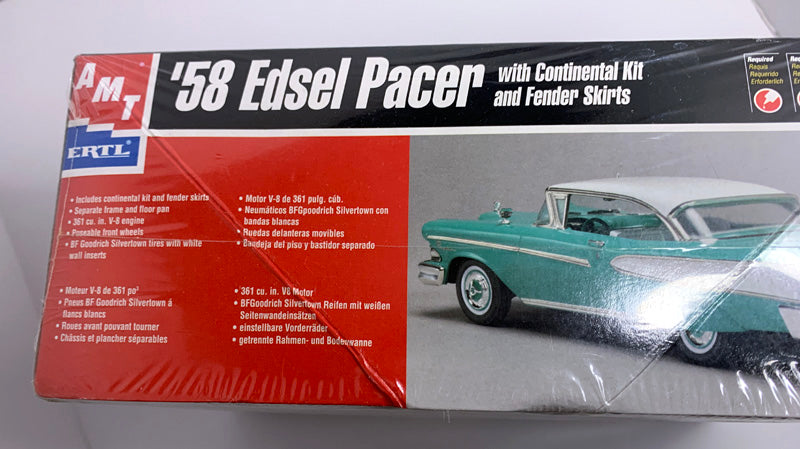 AMT
ERTL
'58 Edsel Pacer with Continental Kit
and Fender Skirts
Required
Requis
Requerido
Erforderlich
• Includes continental kit and fender skirts
• Separate frame and floor pan
• 361 cu. in. V-8 engine
• Poseable front wheels
• BF Goodrich Silvertown tires with white
wall inserts
• Motor V-8 de 361 pulg. cúb.
• Neumáticos BFGpoodrich Silvertown con
bandas blancas
• Ruedas delanteras movibles
• Bandeja del piso y bastidor separado
• Moteur V-8 de 361 po³
• Pneus BF Goodrich Silvertown á
flancs blancs
• Roues avant pouvant tourner
• Châssis et plancher séparables
• 361 cu. in. V8 Motor
• BFGoodrich Silvertown Reifen mit weißen
Seitenwandeinsätzen
• einstellbare Vorderräder
• getrennte Rahmen- und Bodenwanne